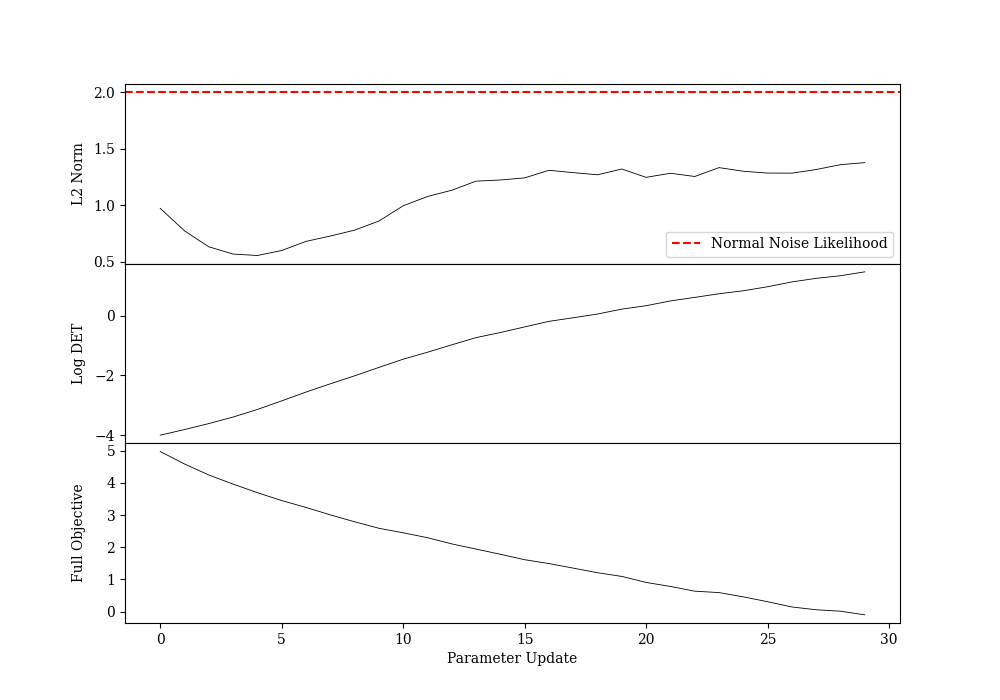 2.0
1.5
1.0
0.5
L2 Norm
Normal Noise Likelihood
0
−2
−4
Log DET
5
4
3
2
1
0
Full Objective
0 5 10 15 20 25 30
Parameter Update